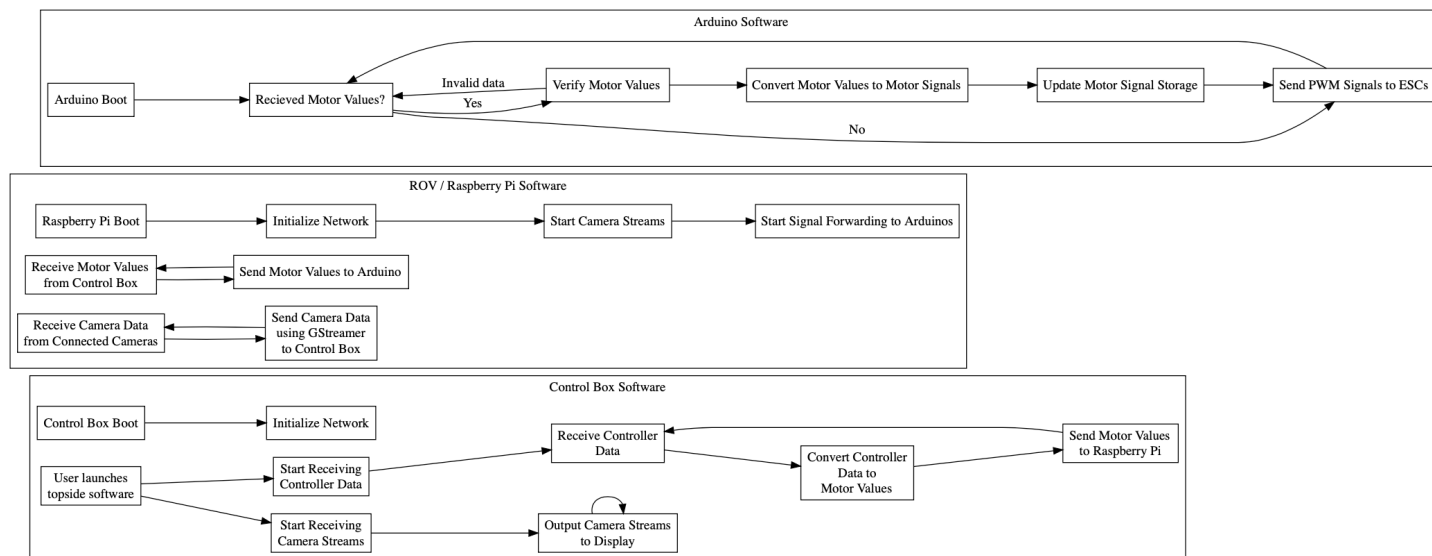 Arduino Software
Arduino Boot
Recieved Motor Values?
Invalid data
Yes
Verify Motor Values
Convert Motor Values to Motor Signals
Update Motor Signal Storage
Send PWM Signals to ESCs
No
ROV / Raspberry Pi Software
Raspberry Pi Boot
Initialize Network
Start Camera Streams
Start Signal Forwarding to Arduinos
Receive Motor Values
from Control Box
Send Motor Values to Arduino
Receive Camera Data
from Connected Cameras
Send Camera Data
using GStreamer
to Control Box
Control Box Software
Control Box Boot
Initialize Network
User launches
topside software
Start Receiving
Controller Data
Receive Controller
Data
Convert Controller
Data to
Motor Values
Send Motor Values
to Raspberry Pi
Start Receiving
Camera Streams
Output Camera Streams
to Display